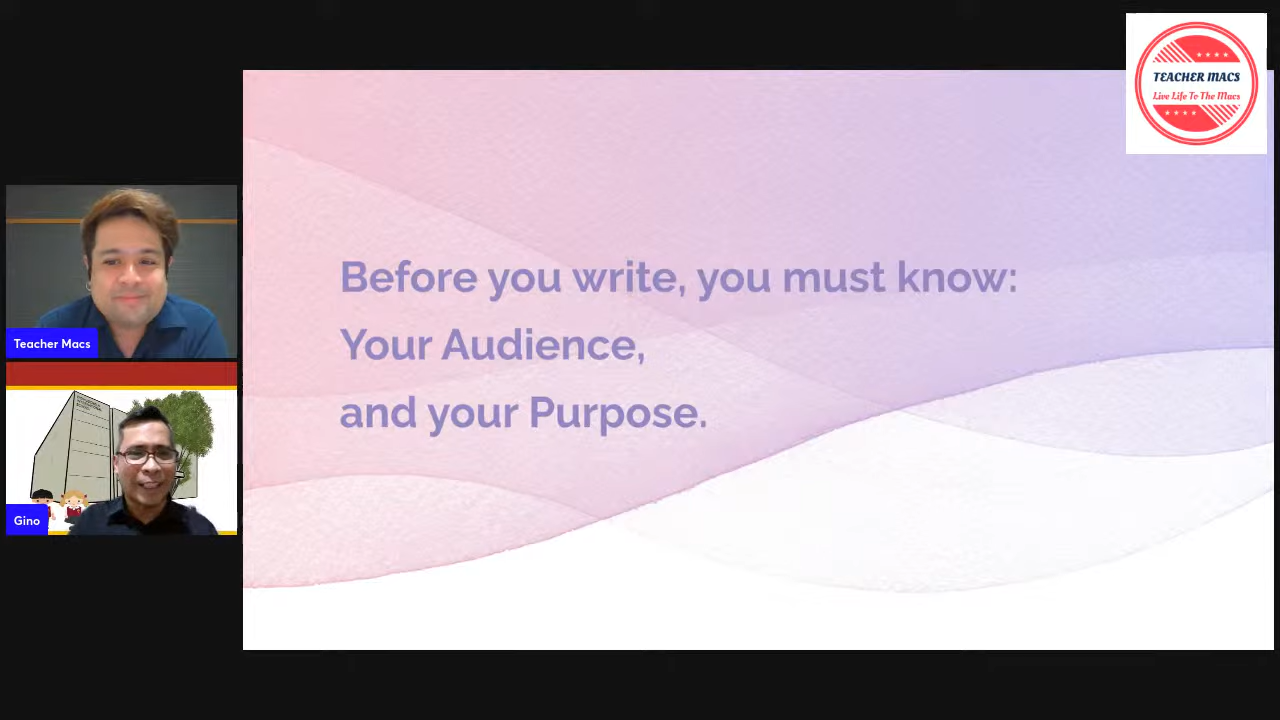 TEACHER MACS
Live Life To The Macs
Before you write, you must know:
Your Audience,
and your Purpose.
Teacher Macs
Gino